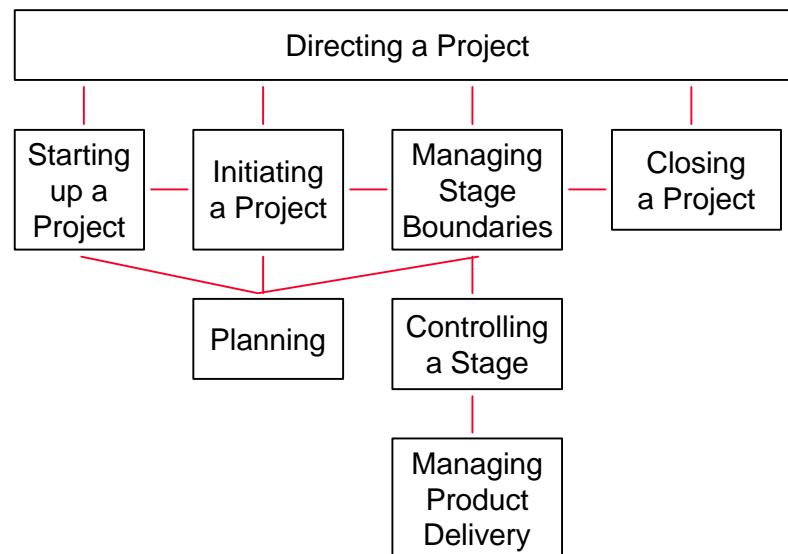 Directing a Project
Starting
up a
Project
Initiating
a Project
Managing
Stage
Boundaries
Closing
a Project
Planning
Controlling
a Stage
Managing
Product
Delivery